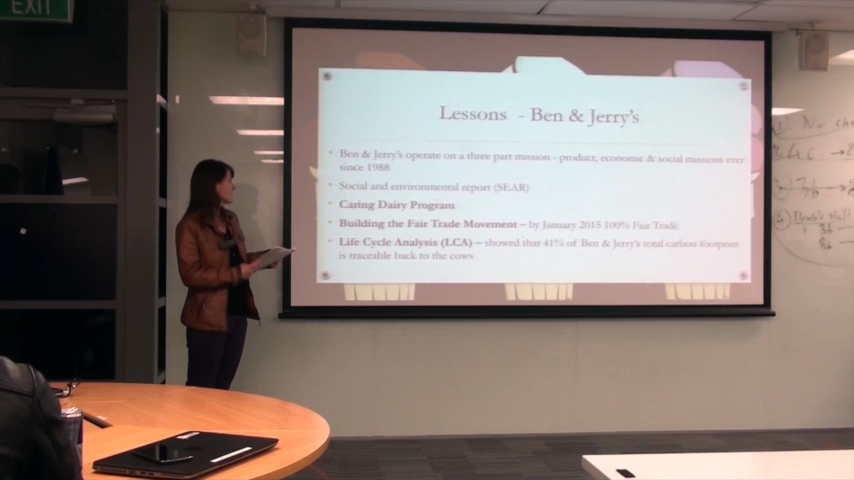 EXIT
Lessons - Ben & Jerry's
• Ben & Jerry's operate on a three part mission - product, economic & social missions ever
since 1988
• Social and environmental report (SEAR)
• Caring Dairy Program
• Building the Fair Trade Movement – by January 2015 100% Fair Trade
• Life Cycle Analysis (LCA) – showed that 41% of Ben & Jerry's total carbon footprint
is traceable back to the cows